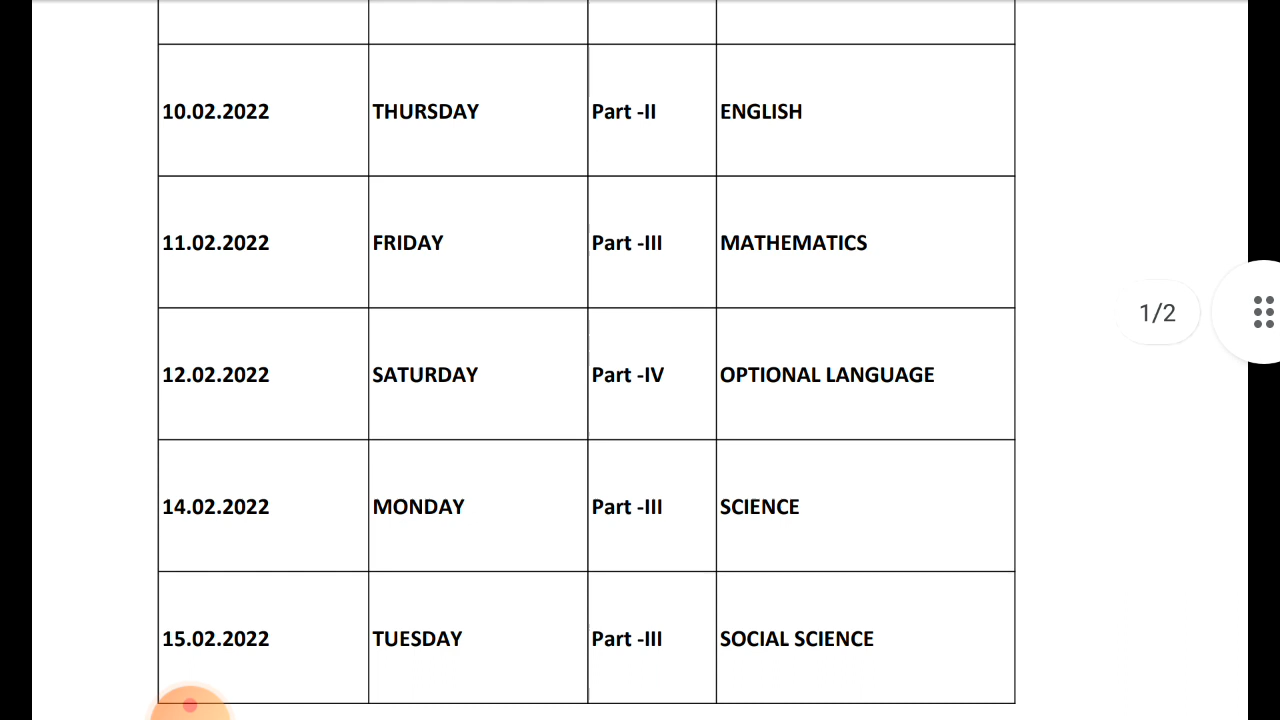 10.02.2022 THURSDAY Part -II ENGLISH
11.02.2022 FRIDAY Part -III MATHEMATICS
12.02.2022 SATURDAY Part -IV OPTIONAL LANGUAGE
1/2
14.02.2022 MONDAY Part -III SCIENCE
15.02.2022 TUESDAY Part -III SOCIAL SCIENCE